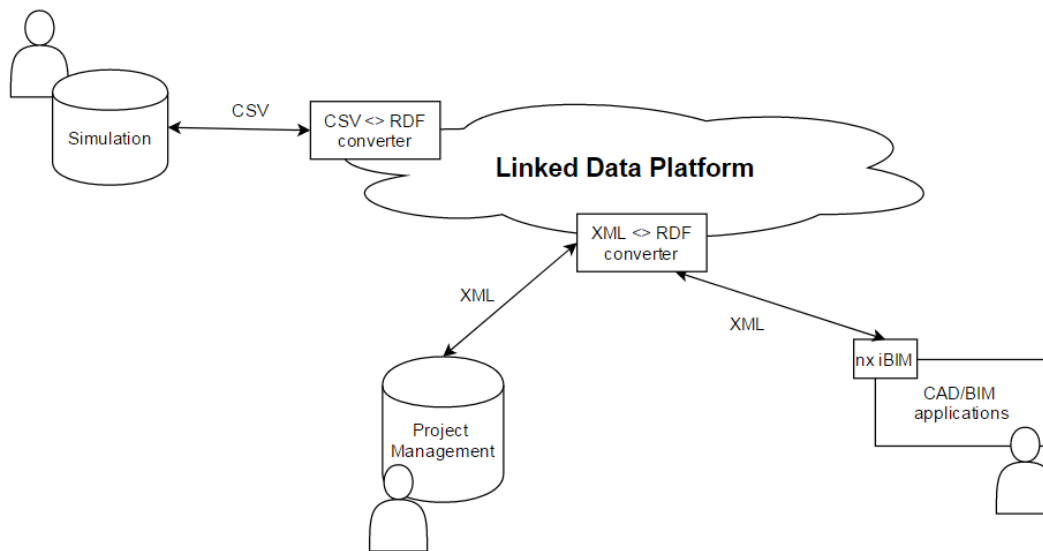 CSV
CSV <> RDF
converter
Simulation
Linked Data Platform
XML <> RDF
converter
XML
XML
nx iBIM
CAD/BIM
applications
Project
Management